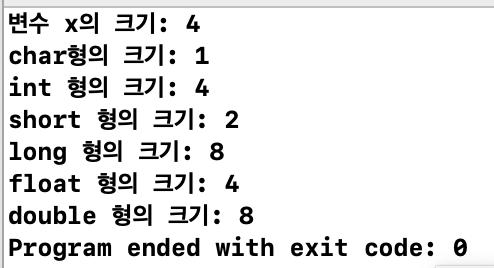 변수 x의 크기: 4
char형의 크기: 1
int 형의 크기: 4
short 형의 크기: 2
long 형의 크기: 8
float 형의 크기: 4
double 형의 크기: 8
Program ended with exit code: 0